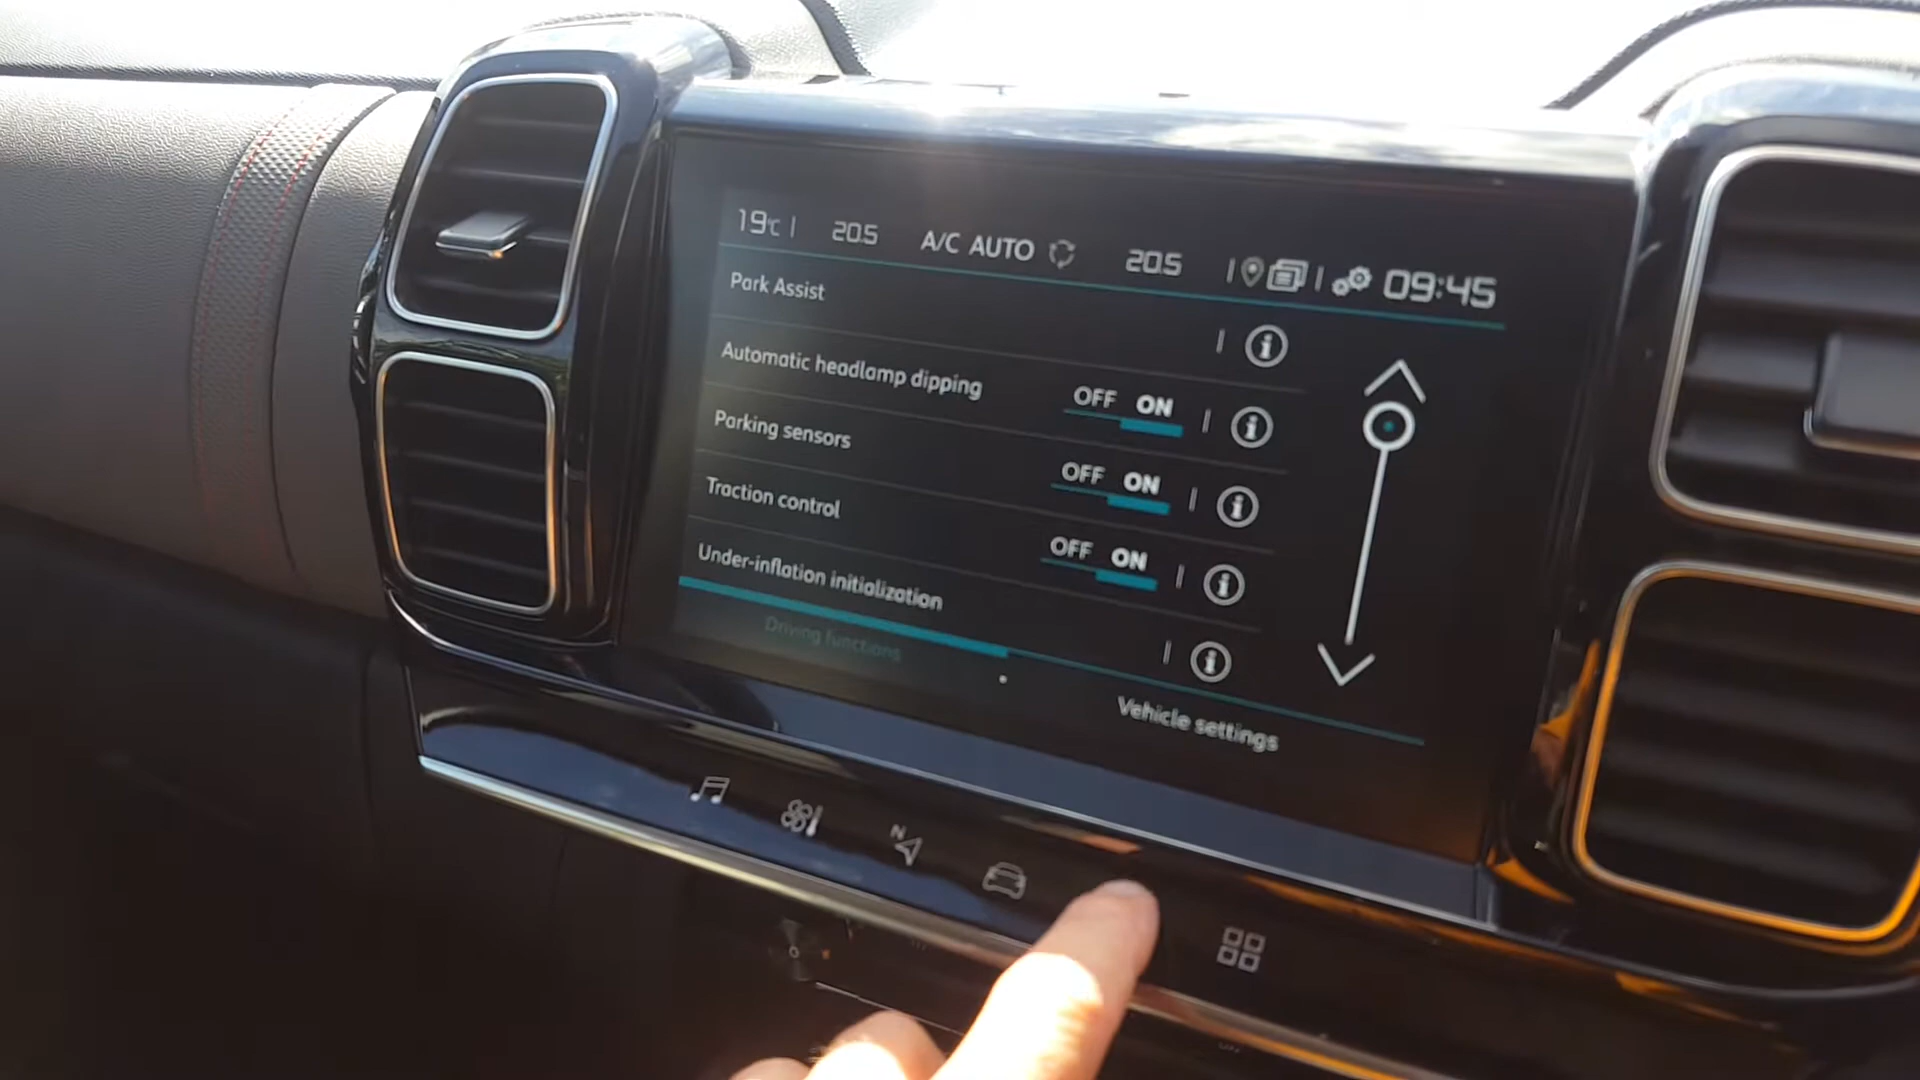 19°C 20.5 A/C AUTO 20.5 09:45
Park Assist
Automatic headlamp dipping OFF ON
Parking sensors OFF ON
Traction control OFF ON
Under-inflation initialization
Driving functions
Vehicle settings
N